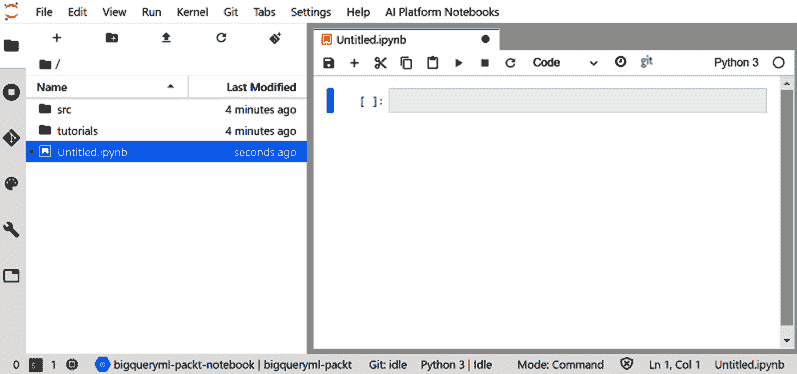 File Edit View Run Kernel Git Tabs Settings Help AI Platform Notebooks
Untitled.ipynb
Code git Python 3
/
Name Last Modified
src 4 minutes ago
tutorials 4 minutes ago
Untitled.ipynb seconds ago
[ ]:
0 1 bigqueryml-packt-notebook | bigqueryml-packt Git: idle Python 3 | Idle Mode: Command Ln 1, Col 1 Untitled.ipynb